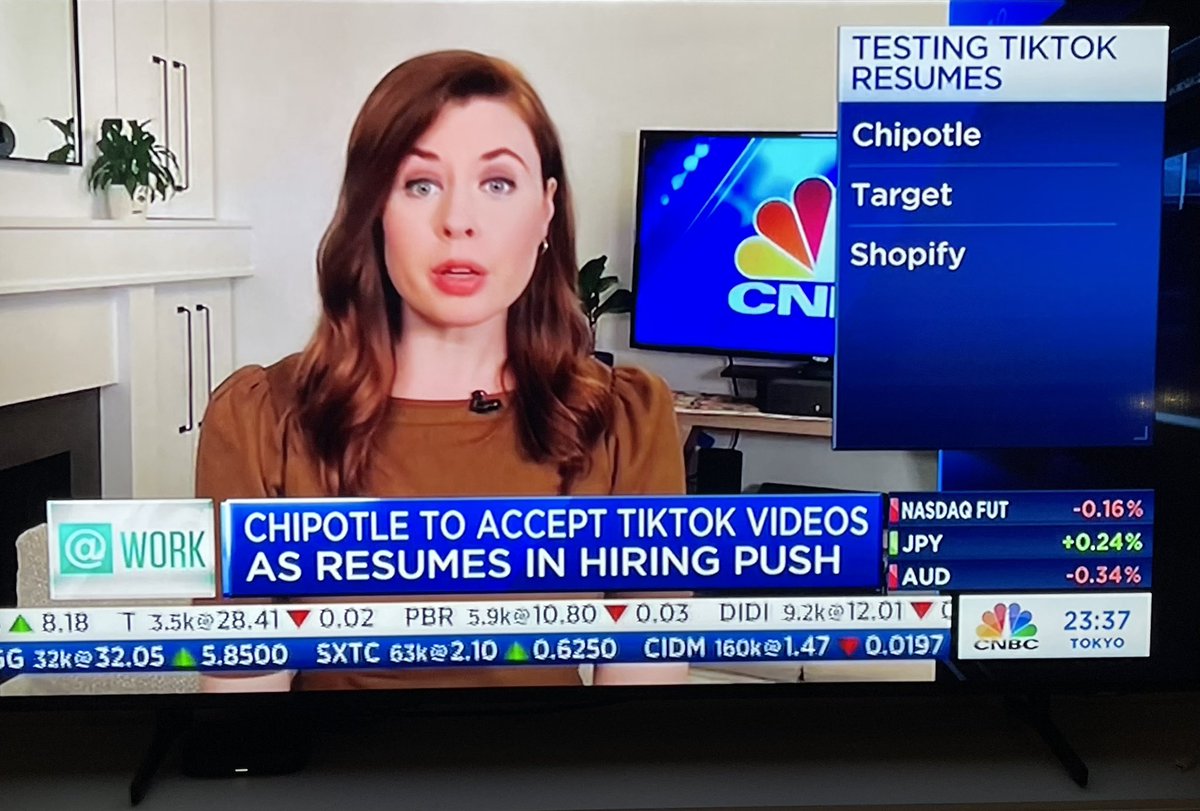 TESTING TIKTOK
RESUMES
Chipotle
Target
Shopify
CNB
@ WORK
CHIPOTLE TO ACCEPT TIKTOK VIDEOS
AS RESUMES IN HIRING PUSH
NASDAQ FUT -0.16%
JPY +0.24%
AUD -0.34%
▲ 8.18 T 3.5k@28.41 ▼ 0.02 PBR 5.9k@10.80 ▼ 0.03 DIDI 9.2k@12.01 ▼
G 32k@32.05 ▲ 5.8500 SXTC 63k@2.10 ▲ 0.6250 CIDM 160k@1.47 ▼ 0.0197
CNBC
23:37
TOKYO